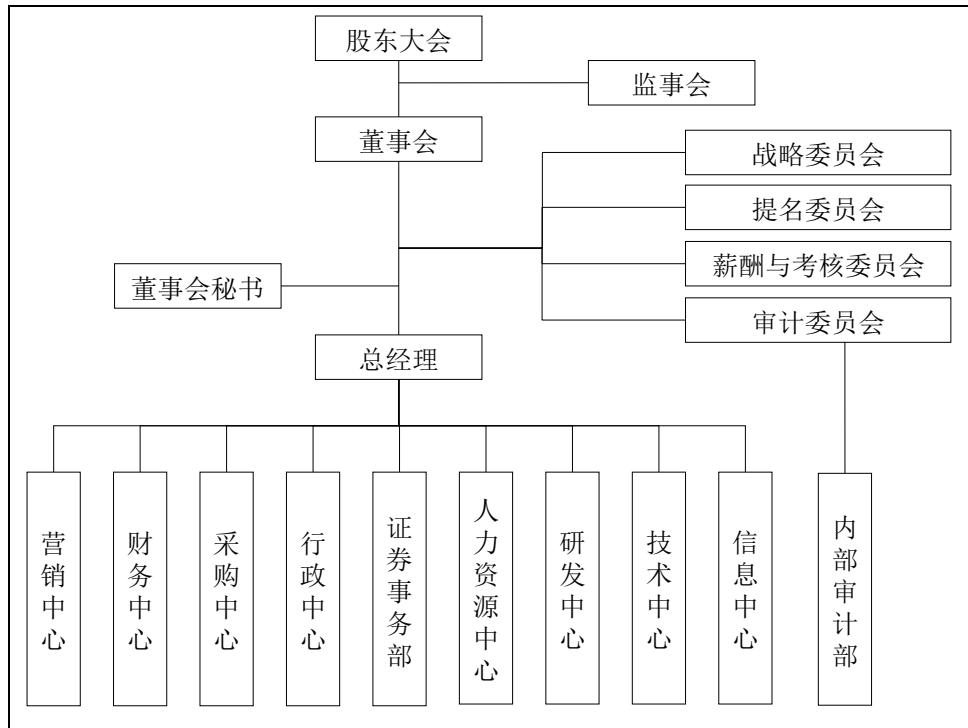 股东大会
监事会
董事会
战略委员会
提名委员会
薪酬与考核委员会
董事会秘书
审计委员会
总经理
营销中心
财务中心
采购中心
行政中心
证券事务部
人力资源中心
研发中心
技术中心
信息中心
内部审计部